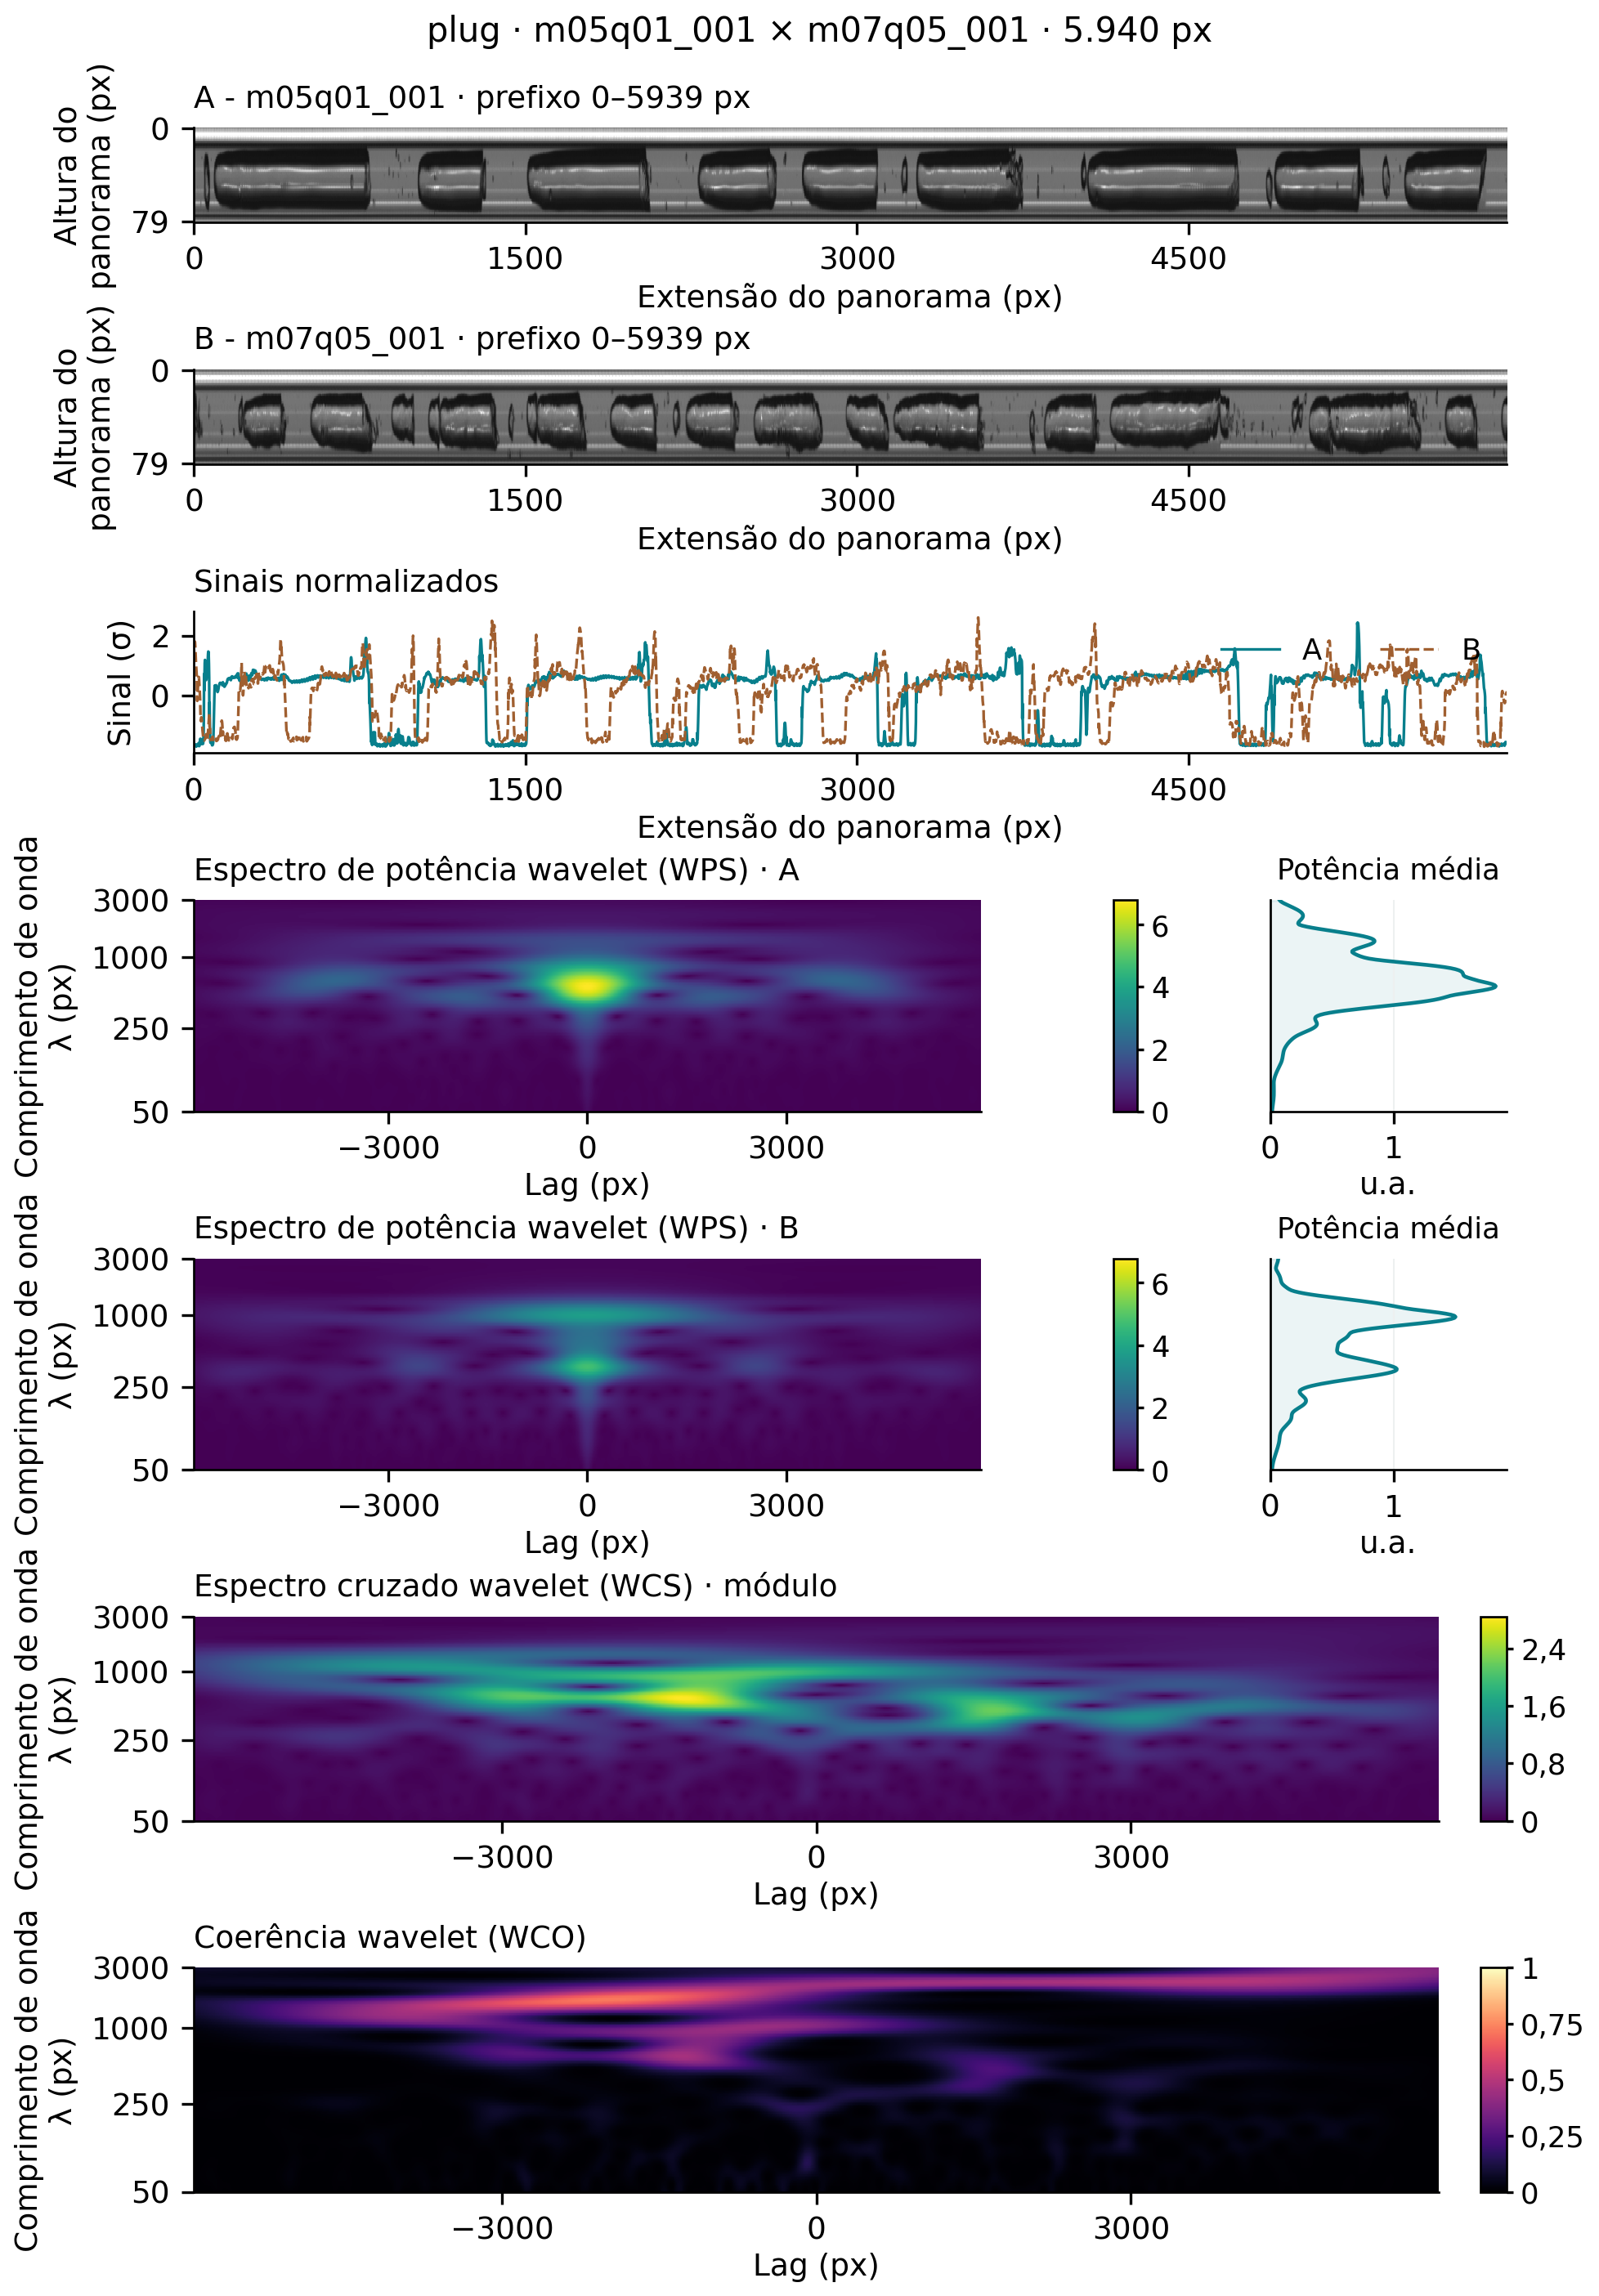 plug · m05q01_001 × m07q05_001 · 5.940 px
A - m05q01_001 · prefixo 0–5939 px
Altura do
panorama (px)
0
79
0
1500
3000
4500
Extensão do panorama (px)
B - m07q05_001 · prefixo 0–5939 px
Altura do
panorama (px)
0
79
0
1500
3000
4500
Extensão do panorama (px)
Sinais normalizados
Sinal (σ)
2
0
A
B
0
1500
3000
4500
Extensão do panorama (px)
Espectro de potência wavelet (WPS) · A
Comprimento de onda
λ (px)
3000
1000
250
50
−3000
0
3000
Lag (px)
6
4
2
0
Potência média
0
1
u.a.
Espectro de potência wavelet (WPS) · B
Comprimento de onda
λ (px)
3000
1000
250
50
−3000
0
3000
Lag (px)
6
4
2
0
Potência média
0
1
u.a.
Espectro cruzado wavelet (WCS) · módulo
Comprimento de onda
λ (px)
3000
1000
250
50
−3000
0
3000
Lag (px)
2,4
1,6
0,8
0
Coerência wavelet (WCO)
Comprimento de onda
λ (px)
3000
1000
250
50
−3000
0
3000
Lag (px)
1
0,75
0,5
0,25
0